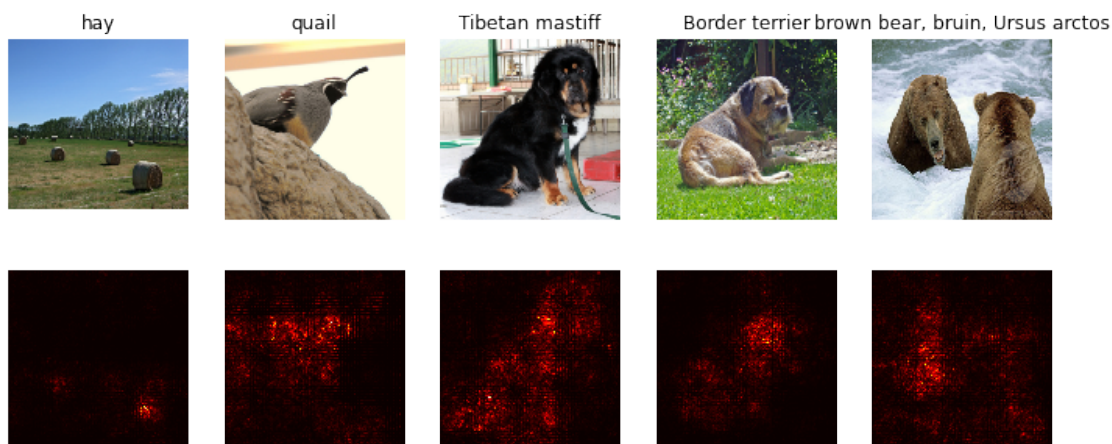 hay
quail
Tibetan mastiff
Border terrier
brown bear, bruin, Ursus arctos